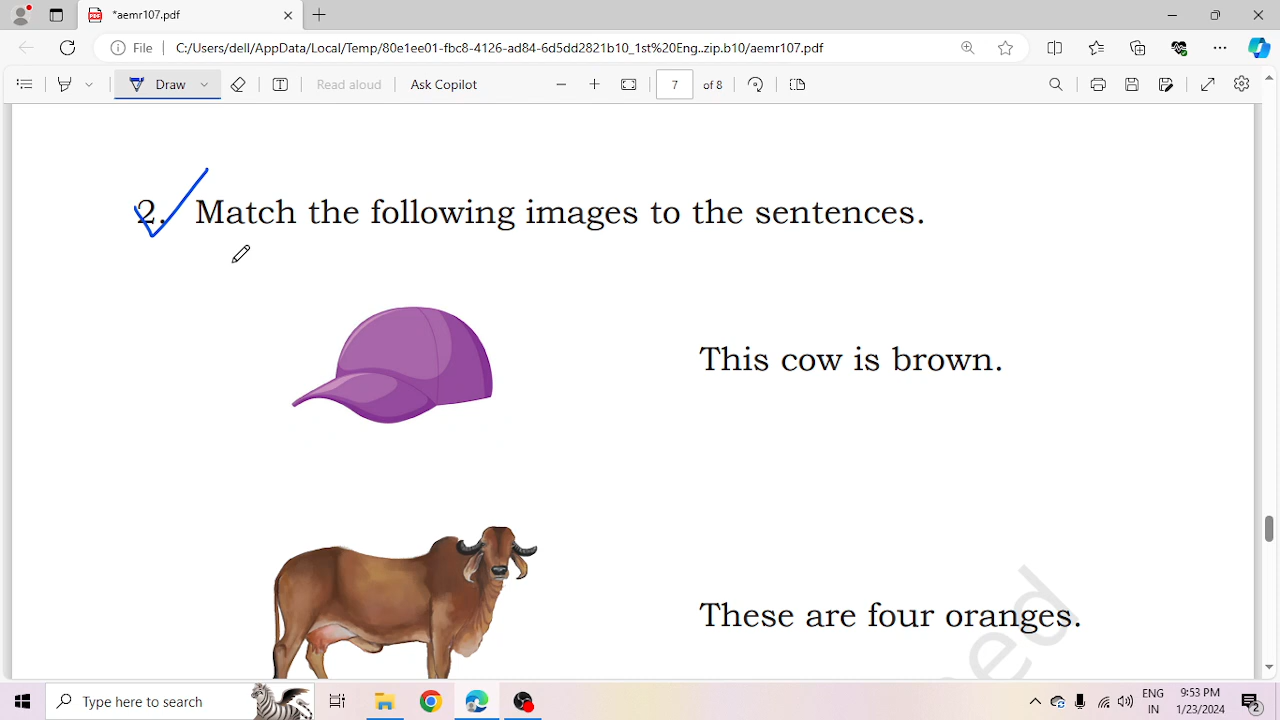 *aemr107.pdf
File
C:/Users/dell/AppData/Local/Temp/80e1ee01-fbc8-4126-ad84-60f0d2821b10_1st%20Eng..zip.b10/aemr107.pdf
Draw
Read aloud
Ask Copilot
7 of 8
2. Match the following images to the sentences.
This cow is brown.
These are four oranges.
Type here to search
ENG
IN
9:53 PM
1/23/2024
2